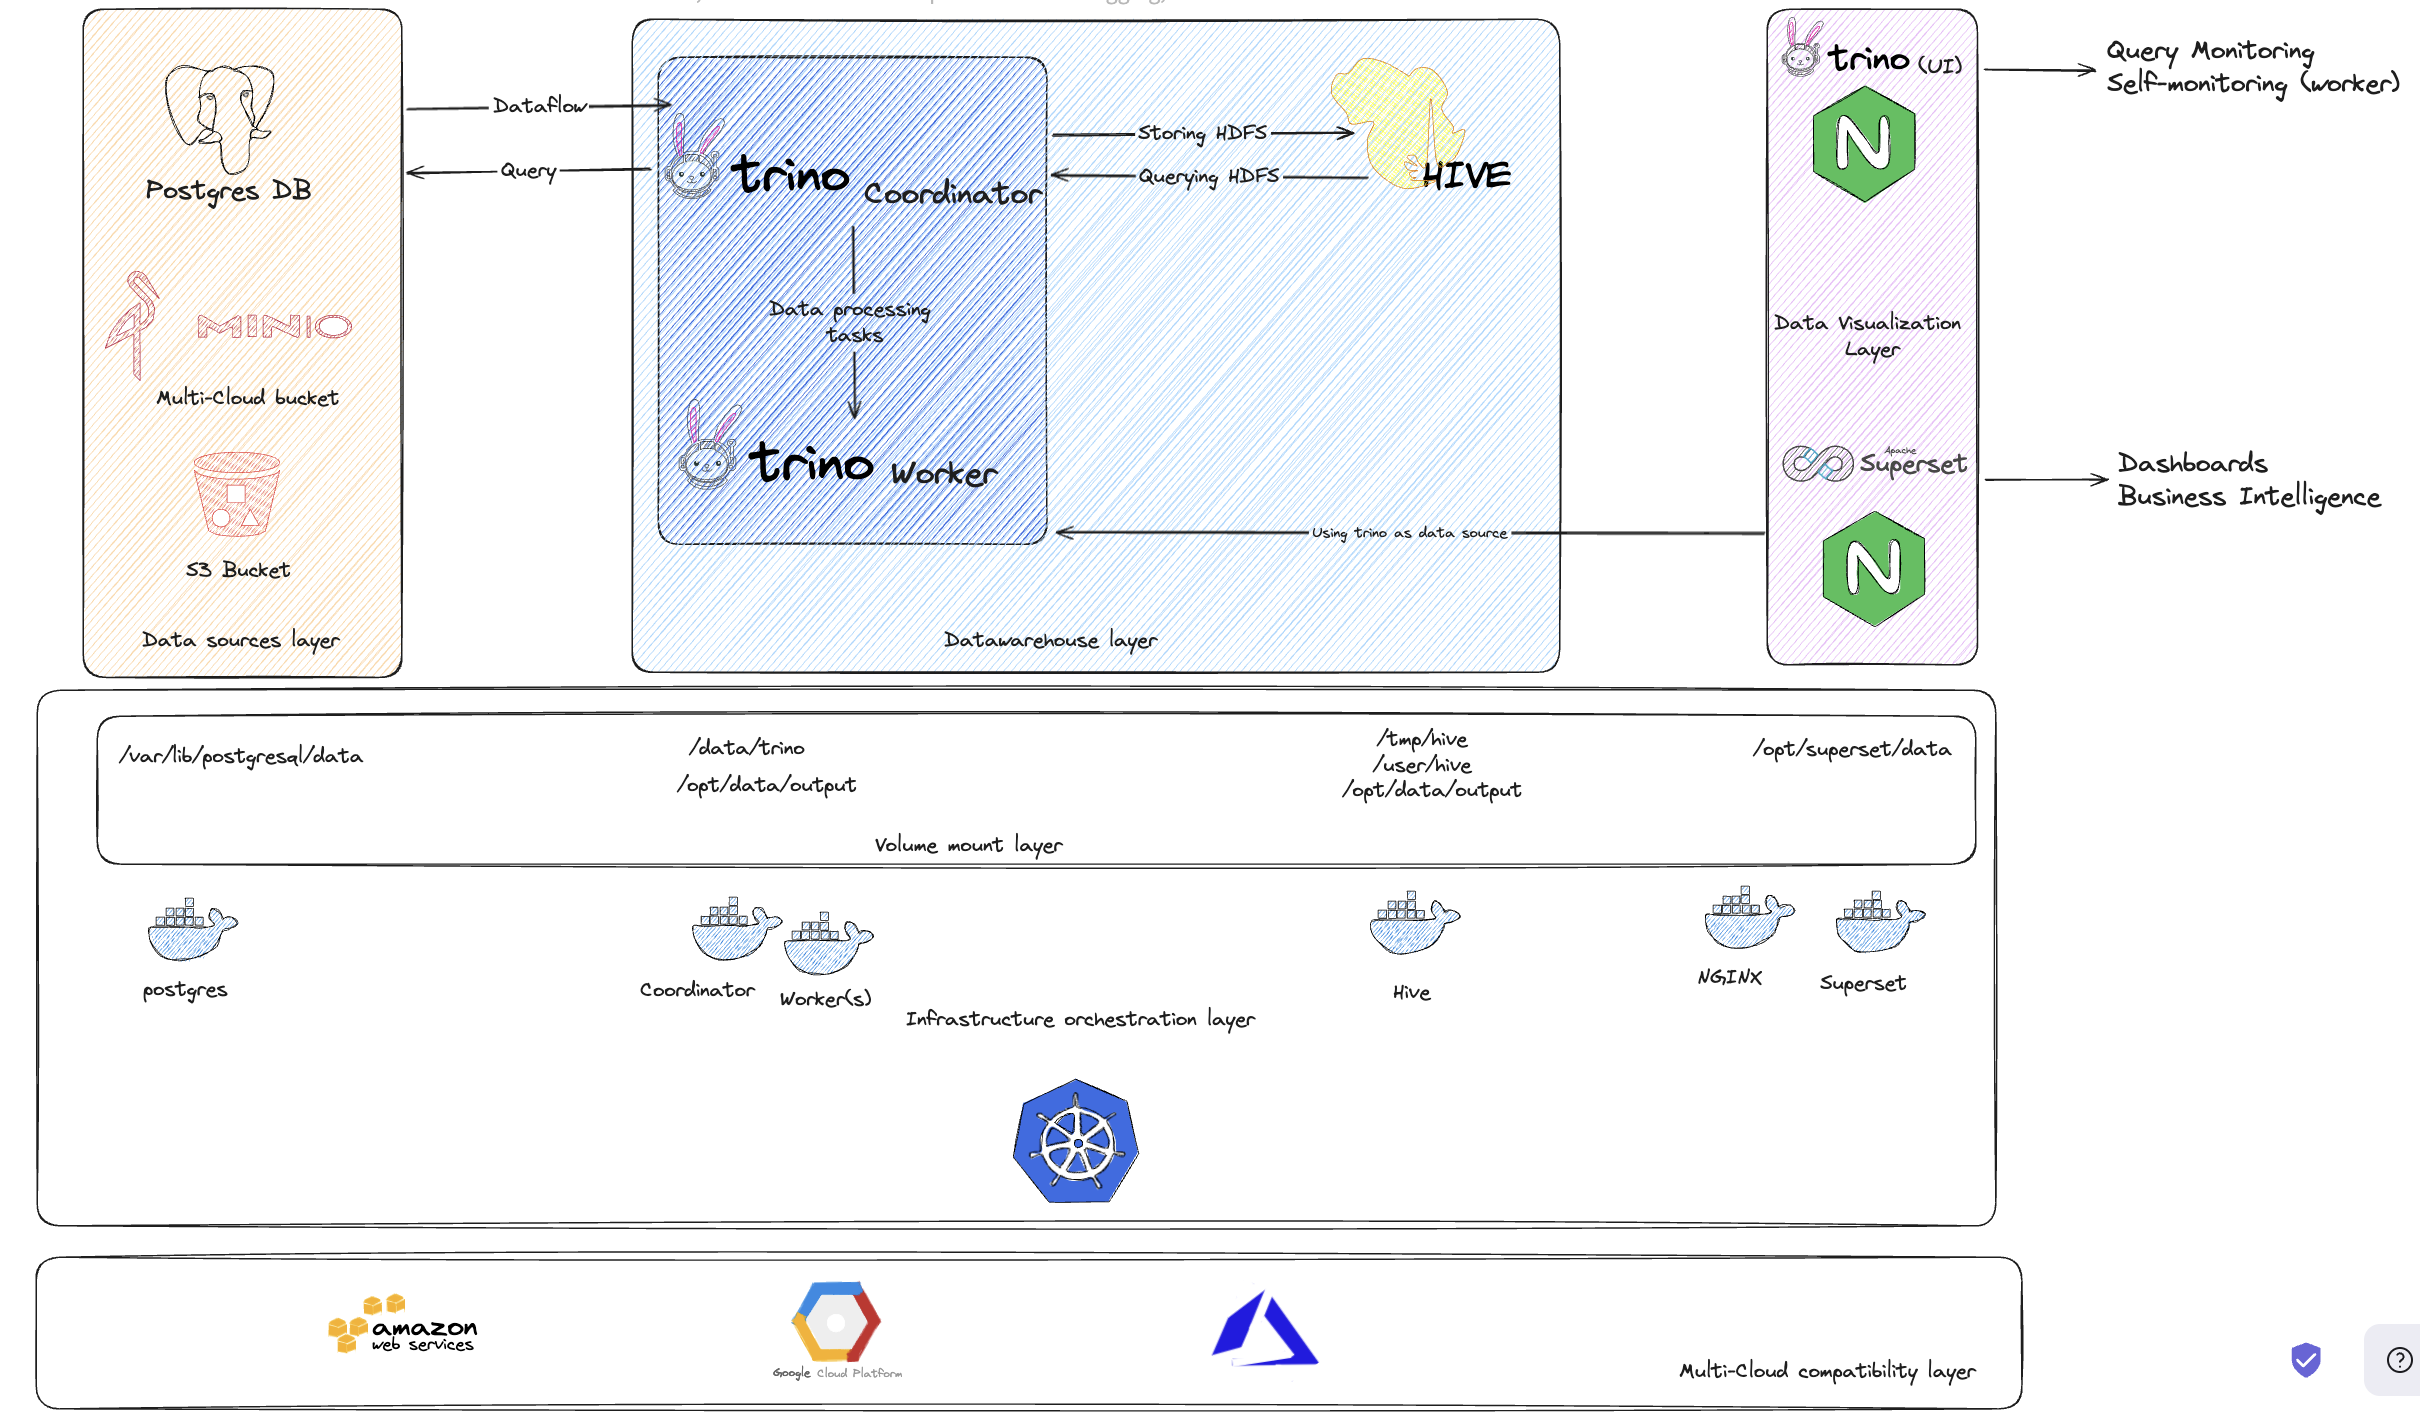 Postgres DB
MINIO
Multi-Cloud bucket
S3 Bucket
Data sources layer
Dataflow
Query
trino Coordinator
Data processing
tasks
trino Worker
Storing HDFS
Querying HDFS
HIVE
Using trino as data source
Datawarehouse layer
trino (UI)
N
Data Visualization
Layer
Apache
Superset
N
Query Monitoring
Self-monitoring (worker)
Dashboards
Business Intelligence
/var/lib/postgresql/data
/data/trino
/opt/data/output
/tmp/hive
/user/hive
/opt/data/output
/opt/superset/data
Volume mount layer
postgres
Coordinator
Worker(s)
Hive
NGINX
Superset
Infrastructure orchestration layer
amazon
web services
Google Cloud Platform
Multi-Cloud compatibility layer
?